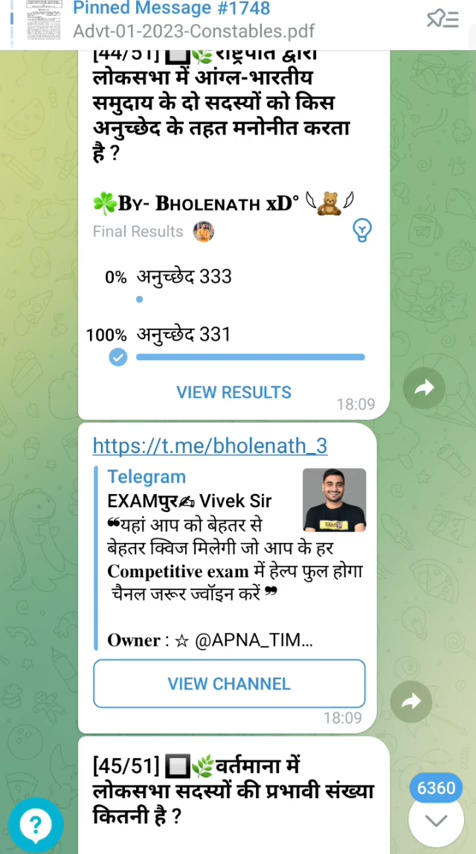 Pinned Message #1748
Advt-01-2023-Constables.pdf
[44/51] 🔲🌿राष्ट्रपति द्वारा
लोकसभा में आंग्ल-भारतीय
समुदाय के दो सदस्यों को किस
अनुच्छेद के तहत मनोनीत करता
है ?
🍀𝐁ʏ- 𝐁ʜᴏʟᴇɴᴀᴛʜ 𝐱𝐃°
Final Results
0% अनुच्छेद 333
100% अनुच्छेद 331
VIEW RESULTS
18:09
https://t.me/bholenath_3
Telegram
EXAMपुर✍ Vivek Sir
❝यहां आप को बेहतर से
बेहतर क्विज मिलेगी जो आप के हर
𝐂𝐨𝐦𝐩𝐞𝐭𝐢𝐭𝐢𝐯𝐞 𝐞𝐱𝐚𝐦 में हेल्प फुल होगा
चैनल जरूर ज्वॉइन करें ❞
𝐎𝐰𝐧𝐞𝐫 : ☆ @APNA_TIM...
VIEW CHANNEL
18:09
[45/51] 🔲🌿वर्तमाना में
लोकसभा सदस्यों की प्रभावी संख्या
कितनी है ?
6360
?